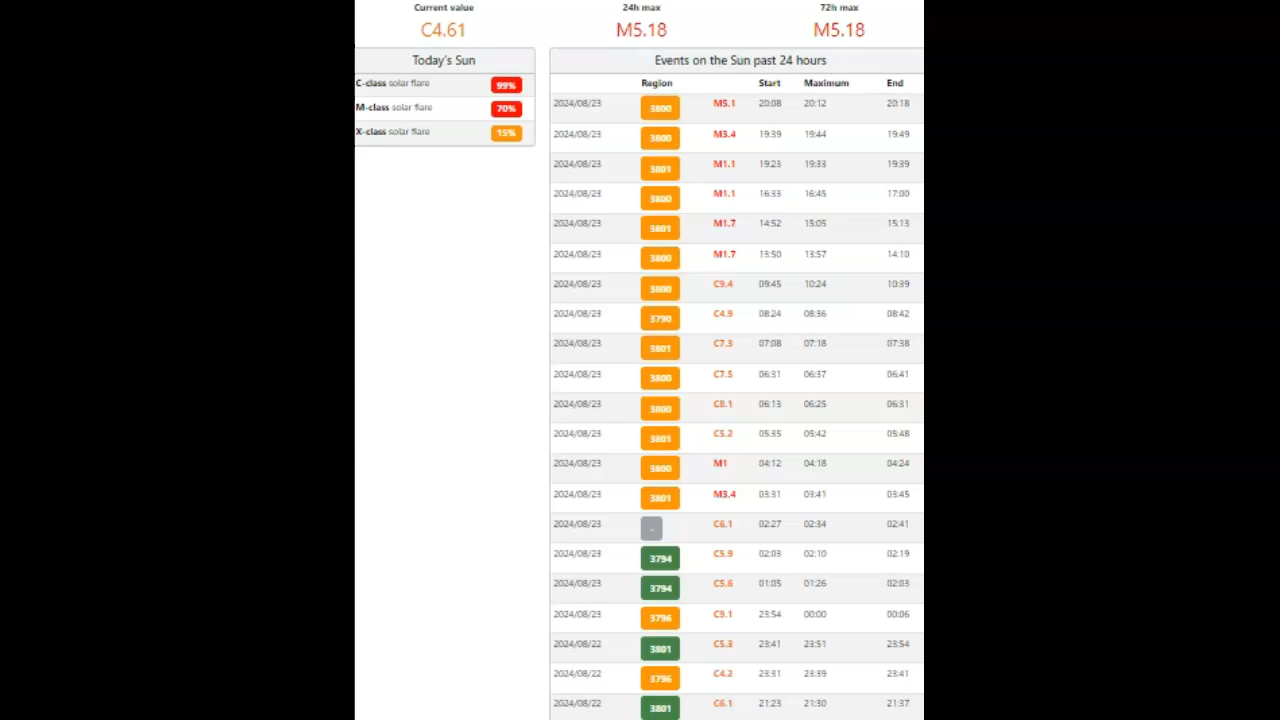 Current value 24h max 72h max
C4.61 M5.18 M5.18
Today's Sun
C-class solar flare 99%
M-class solar flare 70%
X-class solar flare 15%
Events on the Sun past 24 hours
Region Start Maximum End
2024/08/23 3800 M5.1 20:08 20:12 20:18
2024/08/23 3800 M3.4 19:39 19:44 19:49
2024/08/23 3801 M1.1 19:23 19:33 19:39
2024/08/23 3800 M1.1 16:33 16:45 17:00
2024/08/23 3801 M1.7 14:52 15:05 15:13
2024/08/23 3800 M1.7 13:50 13:57 14:10
2024/08/23 3800 C9.4 09:45 10:24 10:39
2024/08/23 3790 C4.9 08:24 08:36 08:42
2024/08/23 3801 C7.3 07:08 07:18 07:38
2024/08/23 3800 C7.5 06:31 06:37 06:41
2024/08/23 3800 C8.1 06:13 06:25 06:31
2024/08/23 3801 C5.2 05:35 05:42 05:48
2024/08/23 3800 M1 04:12 04:18 04:24
2024/08/23 3801 M3.4 03:31 03:41 03:45
2024/08/23 - C6.1 02:27 02:34 02:41
2024/08/23 3794 C5.9 02:03 02:10 02:19
2024/08/23 3794 C5.6 01:05 01:26 02:03
2024/08/23 3796 C9.1 23:54 00:00 00:06
2024/08/22 3801 C5.3 23:41 23:51 23:54
2024/08/22 3796 C4.2 23:31 23:39 23:41
2024/08/22 3801 C6.1 21:23 21:30 21:37